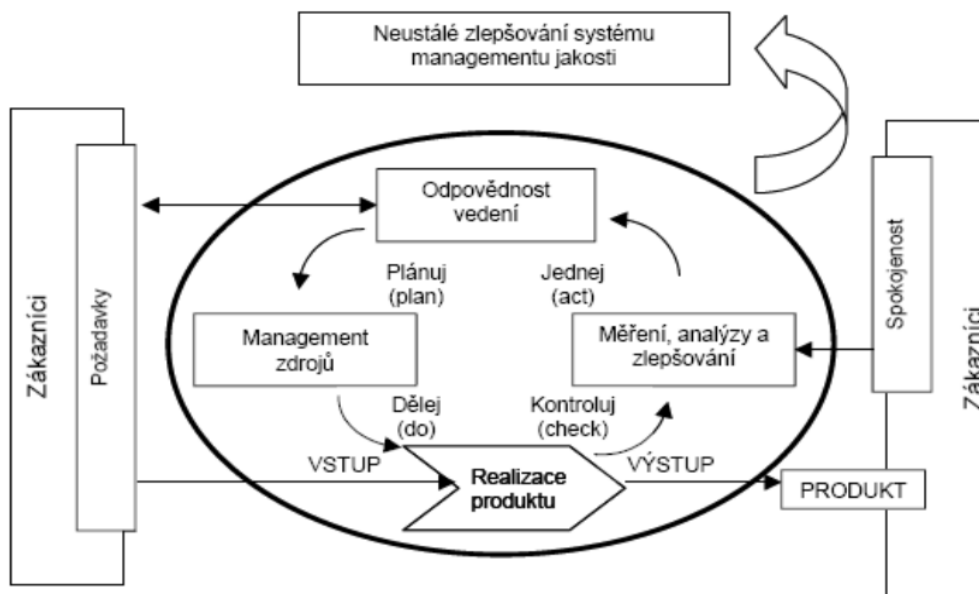 Neustálé zlepšování systému
managementu jakosti
Zákazníci
Požadavky
Odpovědnost
vedení
Plánuj
(plan)
Jednej
(act)
Management
zdrojů
Měření, analýzy a
zlepšování
Dělej
(do)
Kontroluj
(check)
VSTUP
Realizace
produktu
VÝSTUP
PRODUKT
Spokojenost
Zákazníci